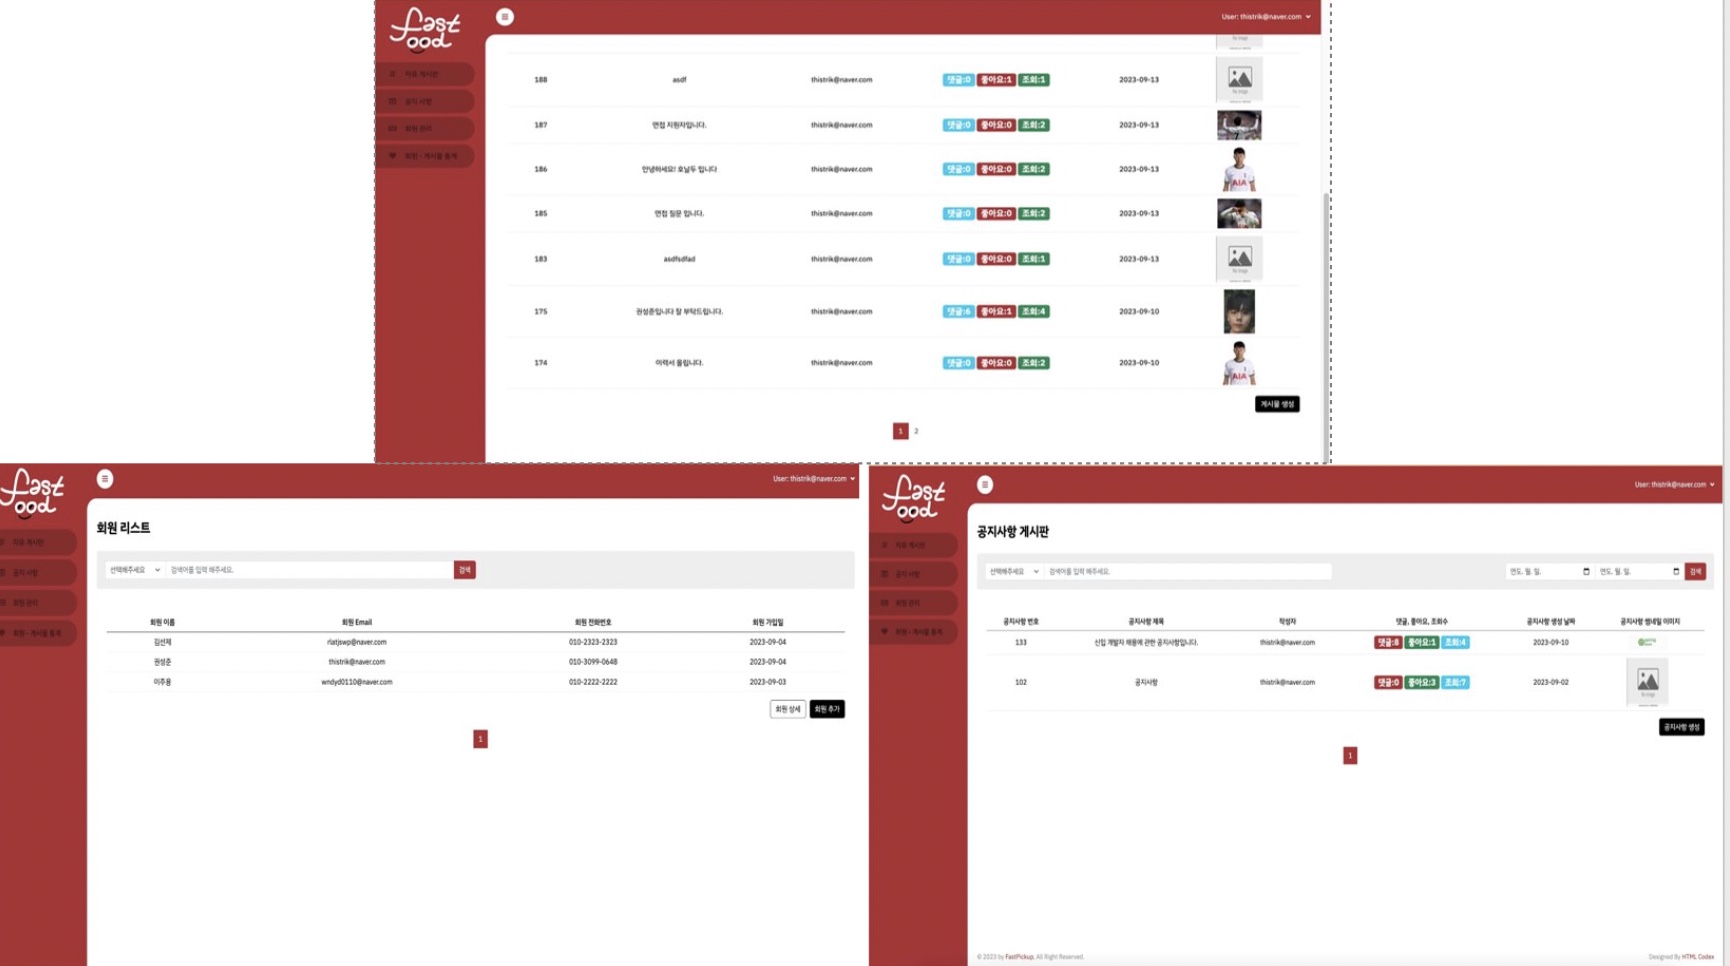 fast ood
User: thistrik@naver.com
자유 게시판
공지 사항
회원 관리
회원 - 게시물 통계
188 asdf thistrik@naver.com 댓글:0 좋아요:1 조회:1 2023-09-13
187 면접 지원자입니다. thistrik@naver.com 댓글:0 좋아요:0 조회:2 2023-09-13
186 안녕하세요! 호날두 입니다 thistrik@naver.com 댓글:0 좋아요:0 조회:2 2023-09-13
AIA
185 면접 질문 입니다. thistrik@naver.com 댓글:0 좋아요:0 조회:2 2023-09-13
183 asdfsdfad thistrik@naver.com 댓글:0 좋아요:0 조회:1 2023-09-13
175 권성준입니다 잘 부탁드립니다. thistrik@naver.com 댓글:6 좋아요:1 조회:4 2023-09-10
174 이력서 올립니다. thistrik@naver.com 댓글:0 좋아요:0 조회:2 2023-09-10
AIA
게시물 생성
1 2
fast ood
User: thistrik@naver.com
자유 게시판
공지 사항
회원 관리
회원 - 게시물 통계
회원 리스트
선택해주세요 검색어를 입력 해주세요. 검색
회원 이름 회원 Email 회원 전화번호 회원 가입일
김선제 rlatjswp@naver.com 010-2323-2323 2023-09-04
권성준 thistrik@naver.com 010-3099-0648 2023-09-04
이주용 wndyd0110@naver.com 010-2222-2222 2023-09-03
회원 상세 회원 추가
1
fast ood
User: thistrik@naver.com
자유 게시판
공지 사항
회원 관리
회원 - 게시물 통계
공지사항 게시판
선택해주세요 검색어를 입력 해주세요. 연도. 월. 일. 연도. 월. 일. 검색
공지사항 번호 공지사항 제목 작성자 댓글, 좋아요, 조회수 공지사항 생성 날짜 공지사항 썸네일 이미지
133 신입 개발자 채용에 관한 공지사항입니다. thistrik@naver.com 댓글:8 좋아요:1 조회:4 2023-09-10
102 공지사항 thistrik@naver.com 댓글:0 좋아요:3 조회:7 2023-09-02
공지사항 생성
1
© 2023 by FastPickup, All Right Reserved. Designed By HTML Codex